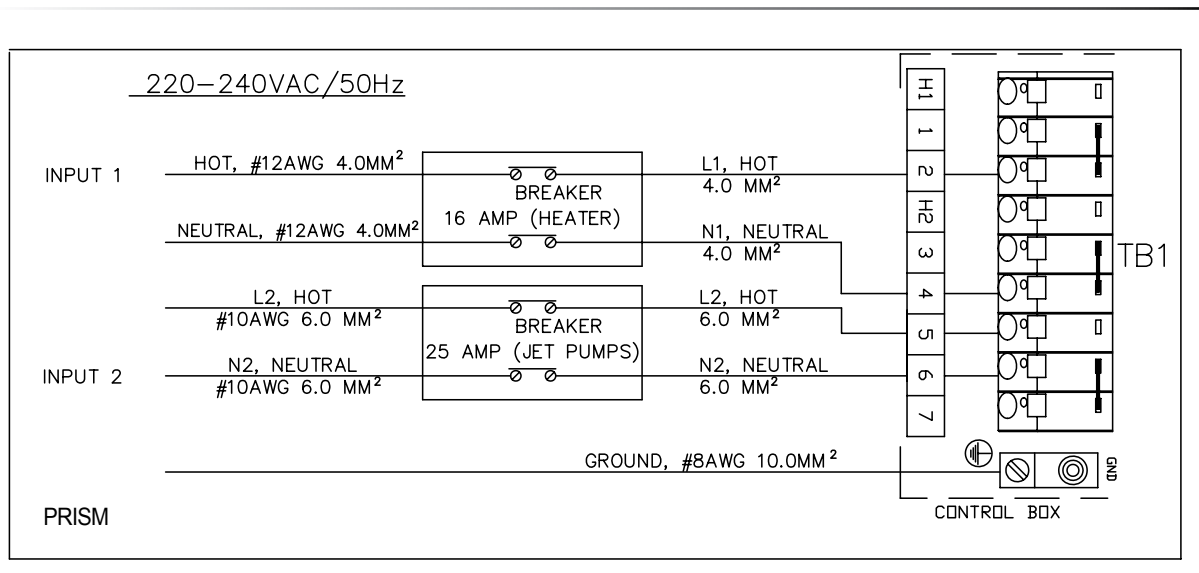 220-240VAC/50Hz
INPUT 1
HOT, #12AWG 4.0MM²
NEUTRAL, #12AWG 4.0MM²
BREAKER
16 AMP (HEATER)
L1, HOT
4.0 MM²
N1, NEUTRAL
4.0 MM²
L2, HOT
#10AWG 6.0 MM²
INPUT 2
N2, NEUTRAL
#10AWG 6.0 MM²
BREAKER
25 AMP (JET PUMPS)
L2, HOT
6.0 MM²
N2, NEUTRAL
6.0 MM²
H1
1
2
H2
3
4
5
6
7
TB1
GROUND, #8AWG 10.0MM²
GND
CONTROL BOX
PRISM